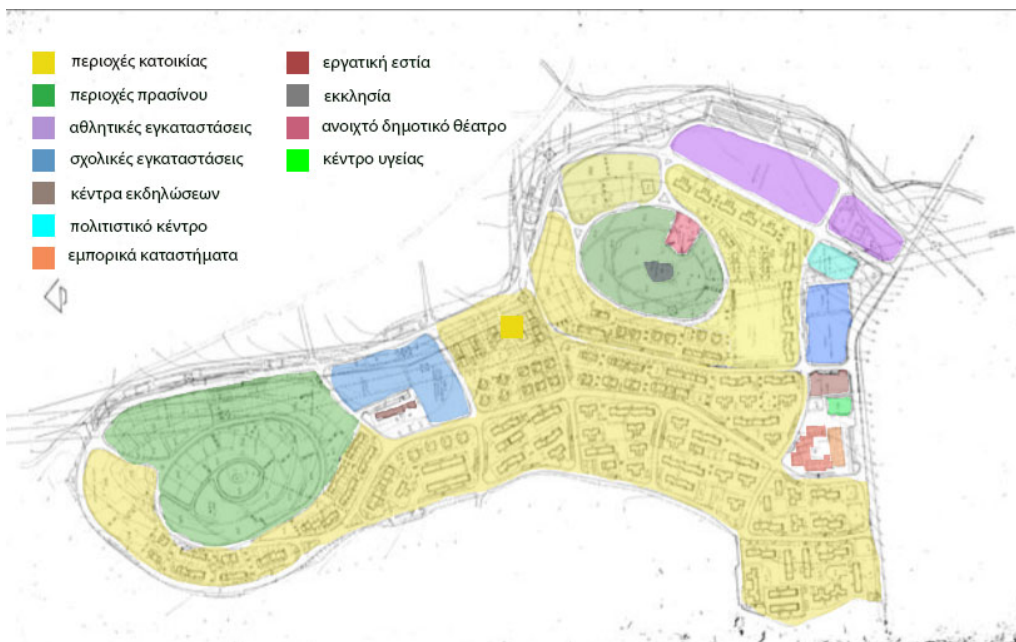 περιοχές κατοικίας
περιοχές πρασίνου
αθλητικές εγκαταστάσεις
σχολικές εγκαταστάσεις
κέντρα εκδηλώσεων
πολιτιστικό κέντρο
εμπορικά καταστήματα
εργατική εστία
εκκλησία
ανοιχτό δημοτικό θέατρο
κέντρο υγείας